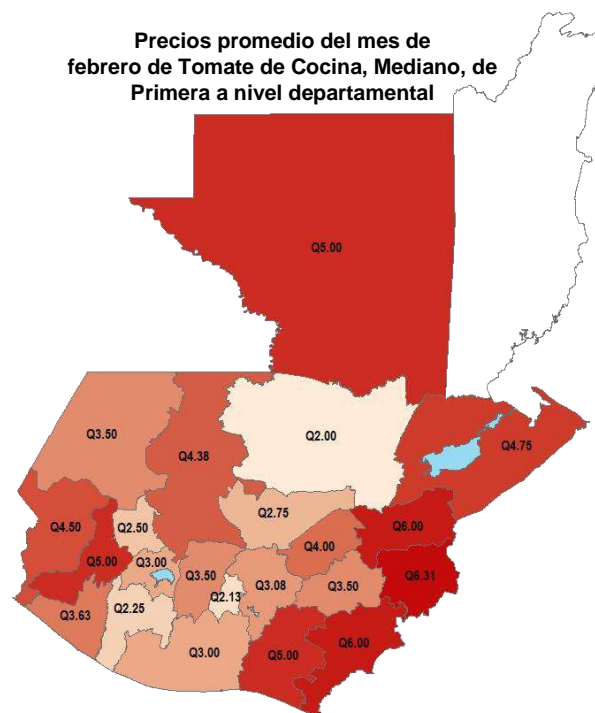 Precios promedio del mes de
febrero de Tomate de Cocina, Mediano, de
Primera a nivel departamental
Q5.00
Q3.50
Q4.38
Q2.00
Q4.75
Q4.50
Q2.50
Q2.75
Q6.00
Q5.00
Q3.00
Q3.50
Q4.00
Q3.63
Q2.25
Q2.13
Q3.08
Q3.50
Q6.31
Q3.00
Q5.00
Q6.00